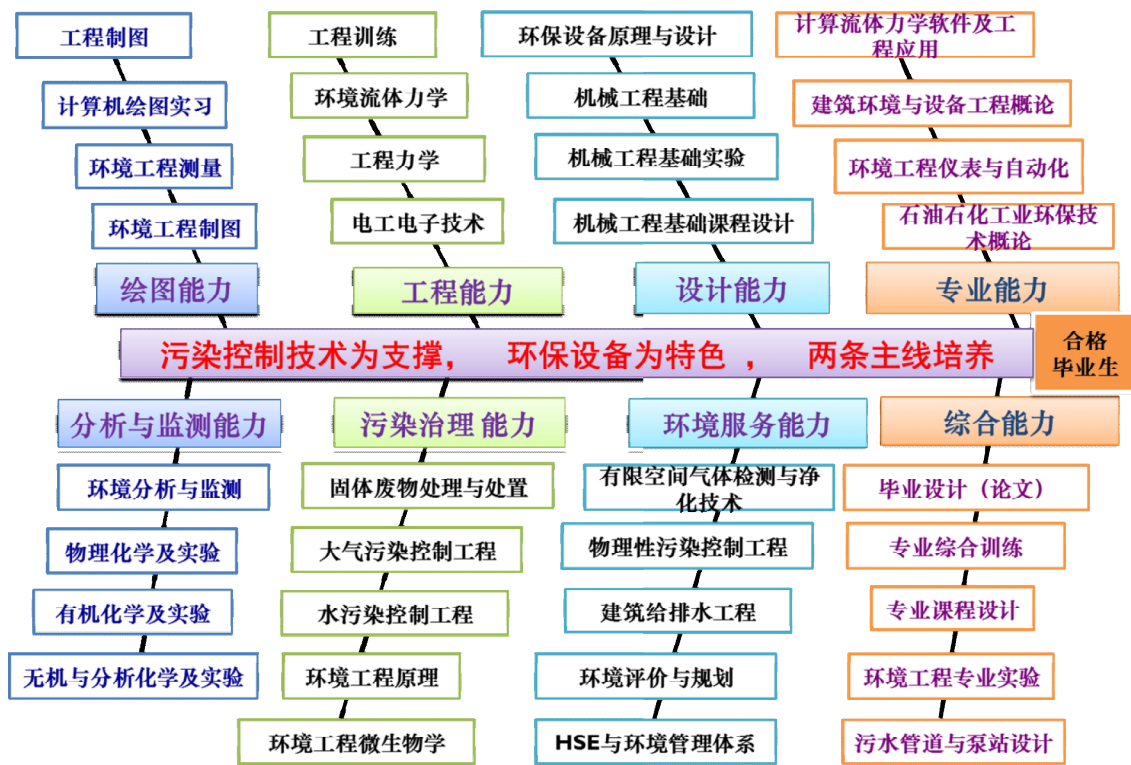 工程制图
工程训练
环保设备原理与设计
计算流体力学软件及工
程应用
计算机绘图实习
环境流体力学
机械工程基础
建筑环境与设备工程概论
环境工程测量
工程力学
机械工程基础实验
环境工程仪表与自动化
环境工程制图
电工电子技术
机械工程基础课程设计
石油石化工业环保技
术概论
绘图能力
工程能力
设计能力
专业能力
污染控制技术为支撑， 环保设备为特色 ， 两条主线培养
合格
毕业生
分析与监测能力
污染治理 能力
环境服务能力
综合能力
环境分析与监测
固体废物处理与处置
有限空间气体检测与净
化技术
毕业设计（论文）
物理化学及实验
大气污染控制工程
物理性污染控制工程
专业综合训练
有机化学及实验
水污染控制工程
建筑给排水工程
专业课程设计
无机与分析化学及实验
环境工程原理
环境评价与规划
环境工程专业实验
环境工程微生物学
HSE与环境管理体系
污水管道与泵站设计